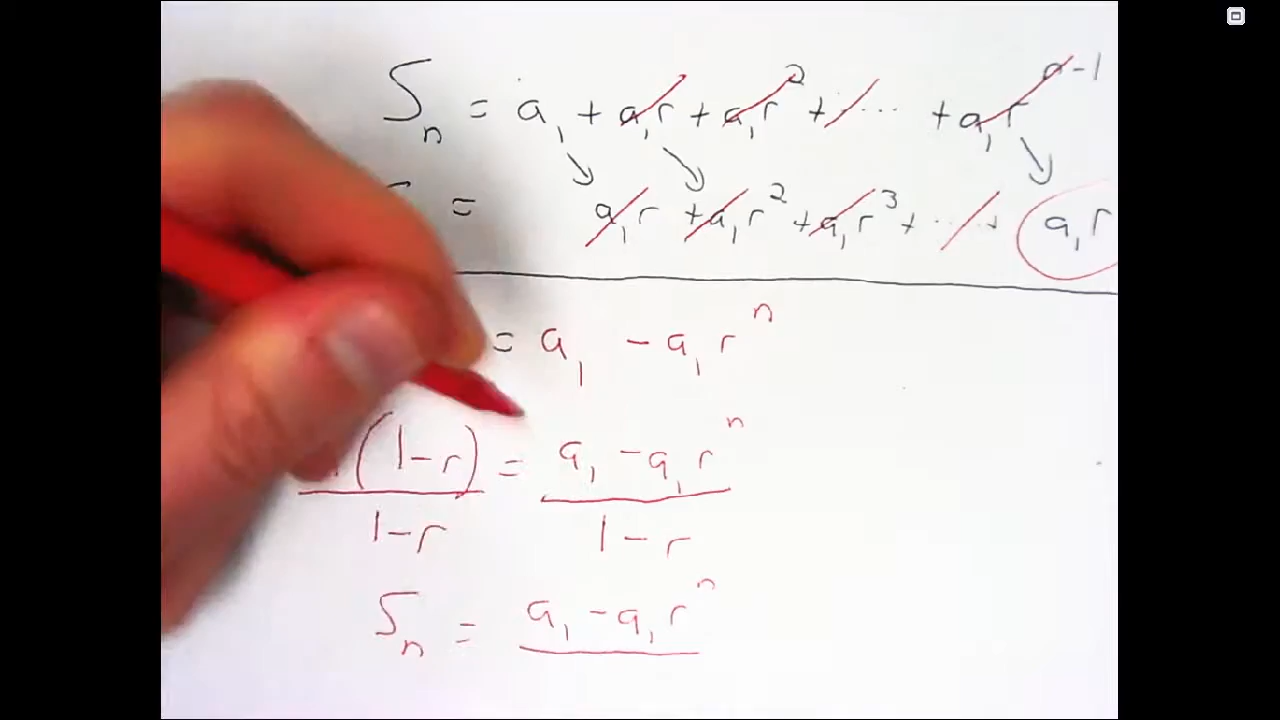 Sₙ = a₁ + a₁r + a₁r² + ... + a₁rⁿ⁻¹
= a₁r + a₁r² + a₁r³ + ... + a₁r
= a₁ - a₁rⁿ
(1-r) = a₁ - a₁rⁿ
1-r 1-r
Sₙ = a₁ - a₁rⁿ